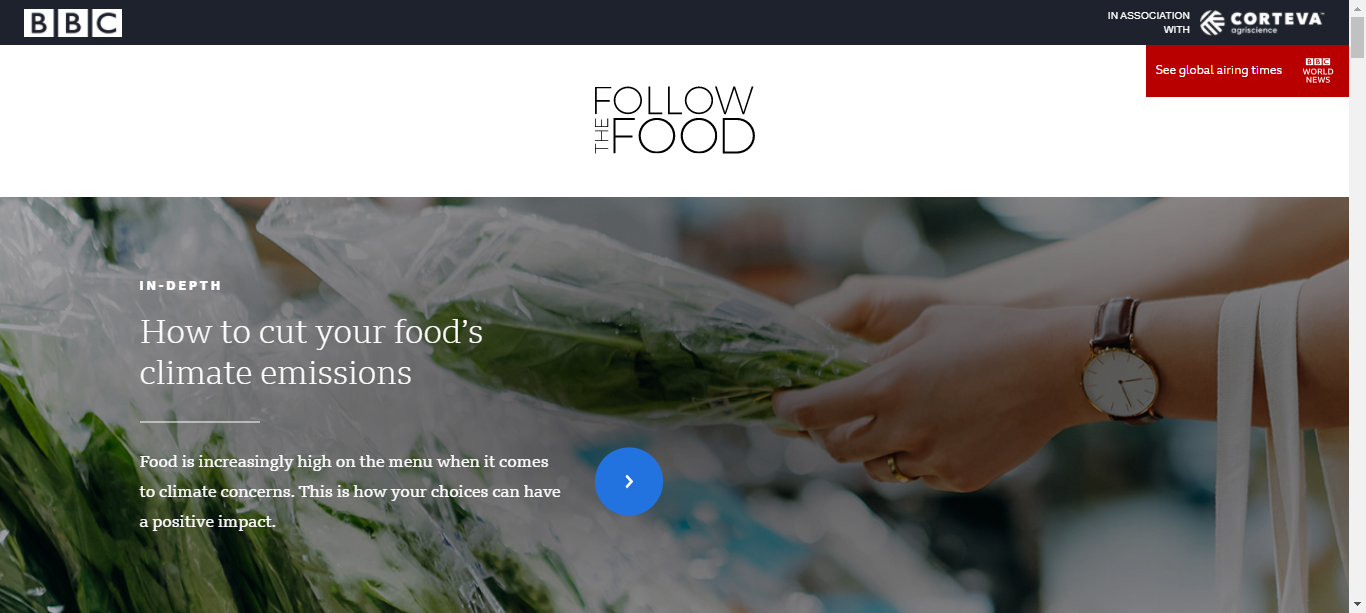 BBC
IN ASSOCIATION
WITH
CORTEVA™
agriscience
See global airing times
BBC
WORLD
NEWS
FOLLOW
THE FOOD
IN-DEPTH
How to cut your food’s
climate emissions
Food is increasingly high on the menu when it comes
to climate concerns. This is how your choices can have
a positive impact.